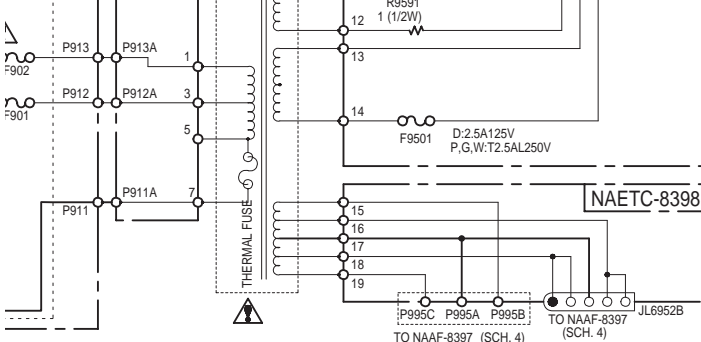 R9591
1 (1/2W)
12
13
P913
P913A
1
F902
P912
P912A
3
F901
5
14
F9501
D:2.5A125V
P,G,W:T2.5AL250V
P911
P911A
7
THERMAL FUSE
NAETC-8398
15
16
17
18
19
P995C
P995A
P995B
JL6952B
TO NAAF-8397 (SCH. 4)
TO NAAF-8397
(SCH. 4)